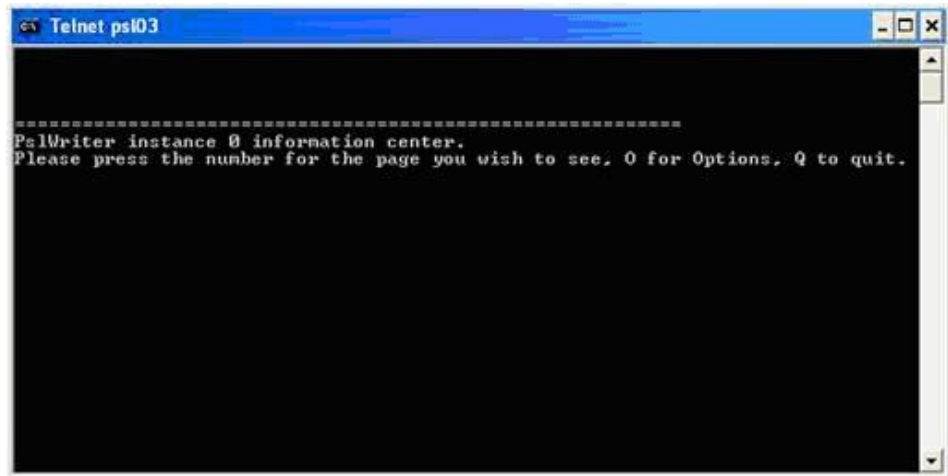 Telnet psl03
===========================================================
PslWriter instance 0 information center.
Please press the number for the page you wish to see, O for Options, Q to quit.